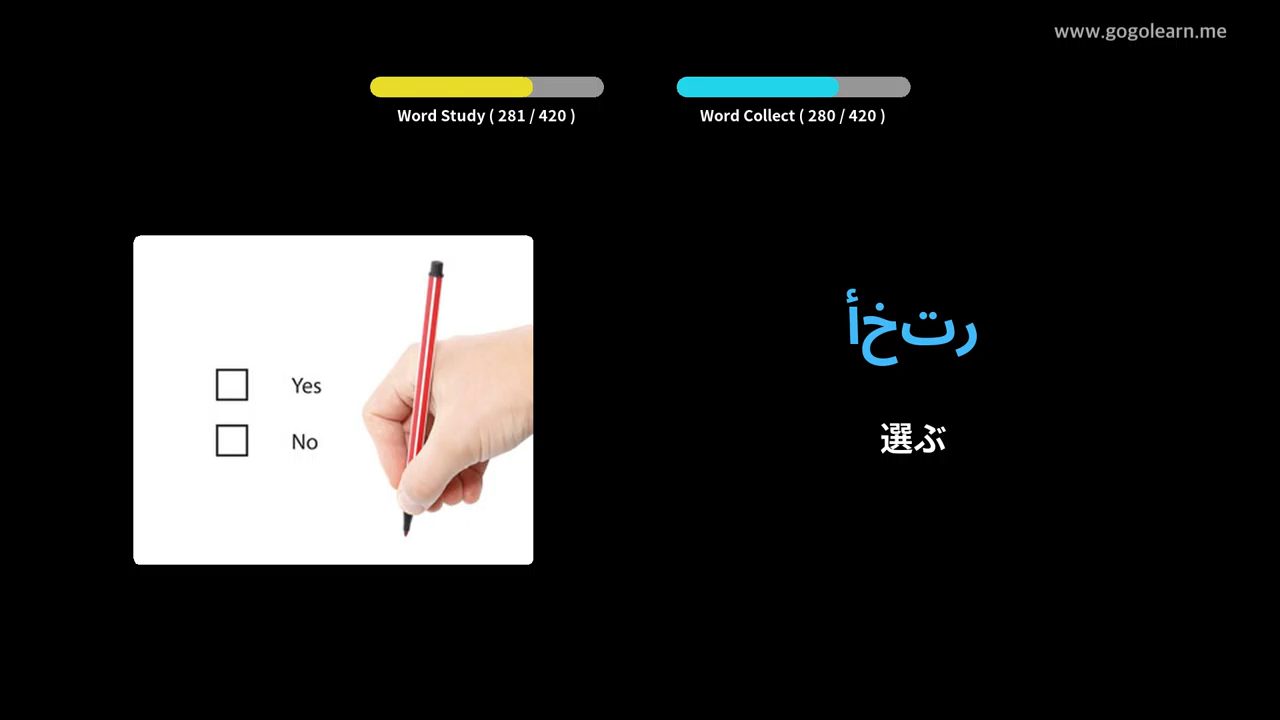 www.gogolearn.me
Word Study ( 281 / 420 )
Word Collect ( 280 / 420 )
Yes
No
أختر
選ぶ